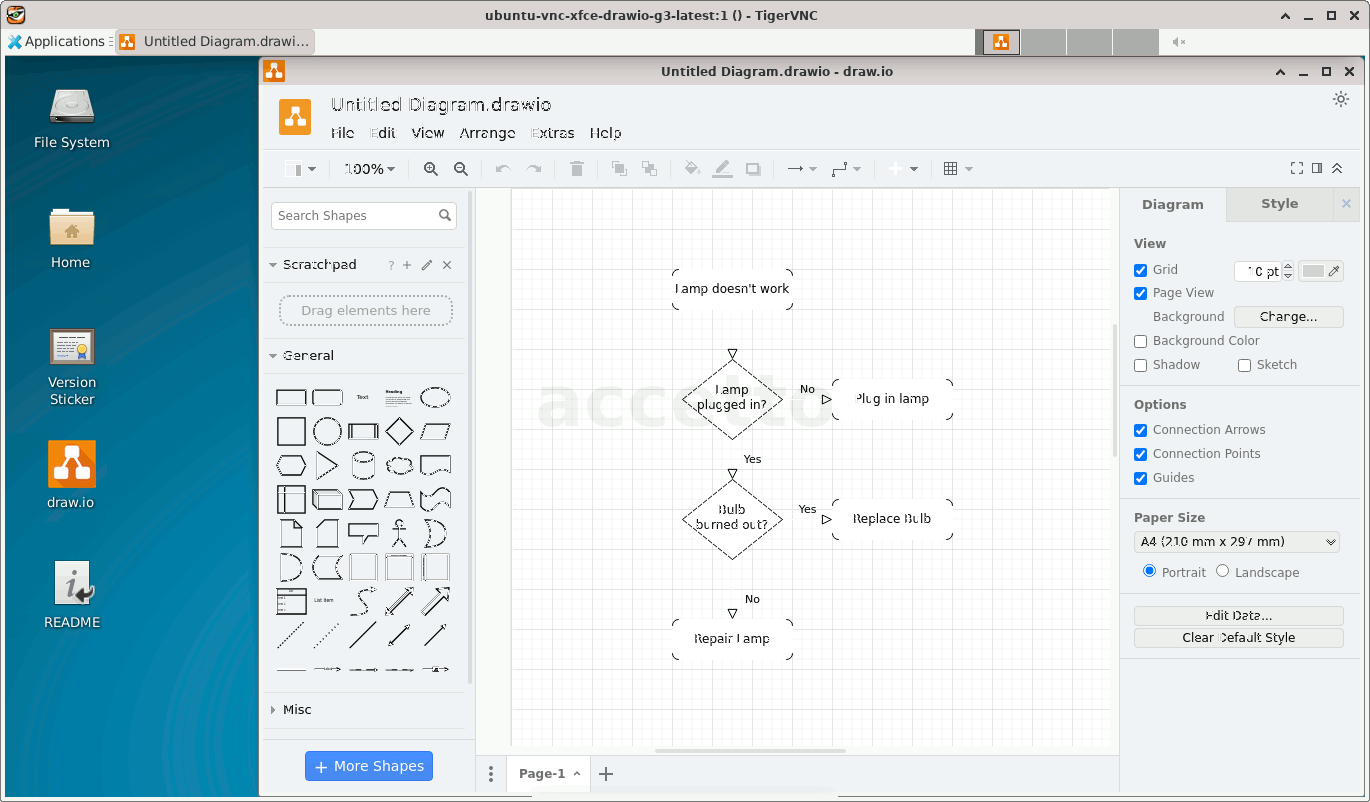 ubuntu-vnc-xfce-drawio-g3-latest:1 () - TigerVNC
Applications
Untitled Diagram.drawi...
File System
Home
Version
Sticker
draw.io
README
Untitled Diagram.drawio - draw.io
Untitled Diagram.drawio
File Edit View Arrange Extras Help
100%
Search Shapes
Scratchpad ? + 
Drag elements here
General
Text
Heading
List Item
Misc
+ More Shapes
accetto
Lamp doesn't work
Lamp
plugged in?
No
Plug in lamp
Yes
Bulb
burned out?
Yes
Replace Bulb
No
Repair Lamp
Page-1
Diagram Style
View
Grid 10 pt
Page View
Background Change...
Background Color
Shadow Sketch
Options
Connection Arrows
Connection Points
Guides
Paper Size
A4 (210 mm x 297 mm)
Portrait Landscape
Edit Data...
Clear Default Style